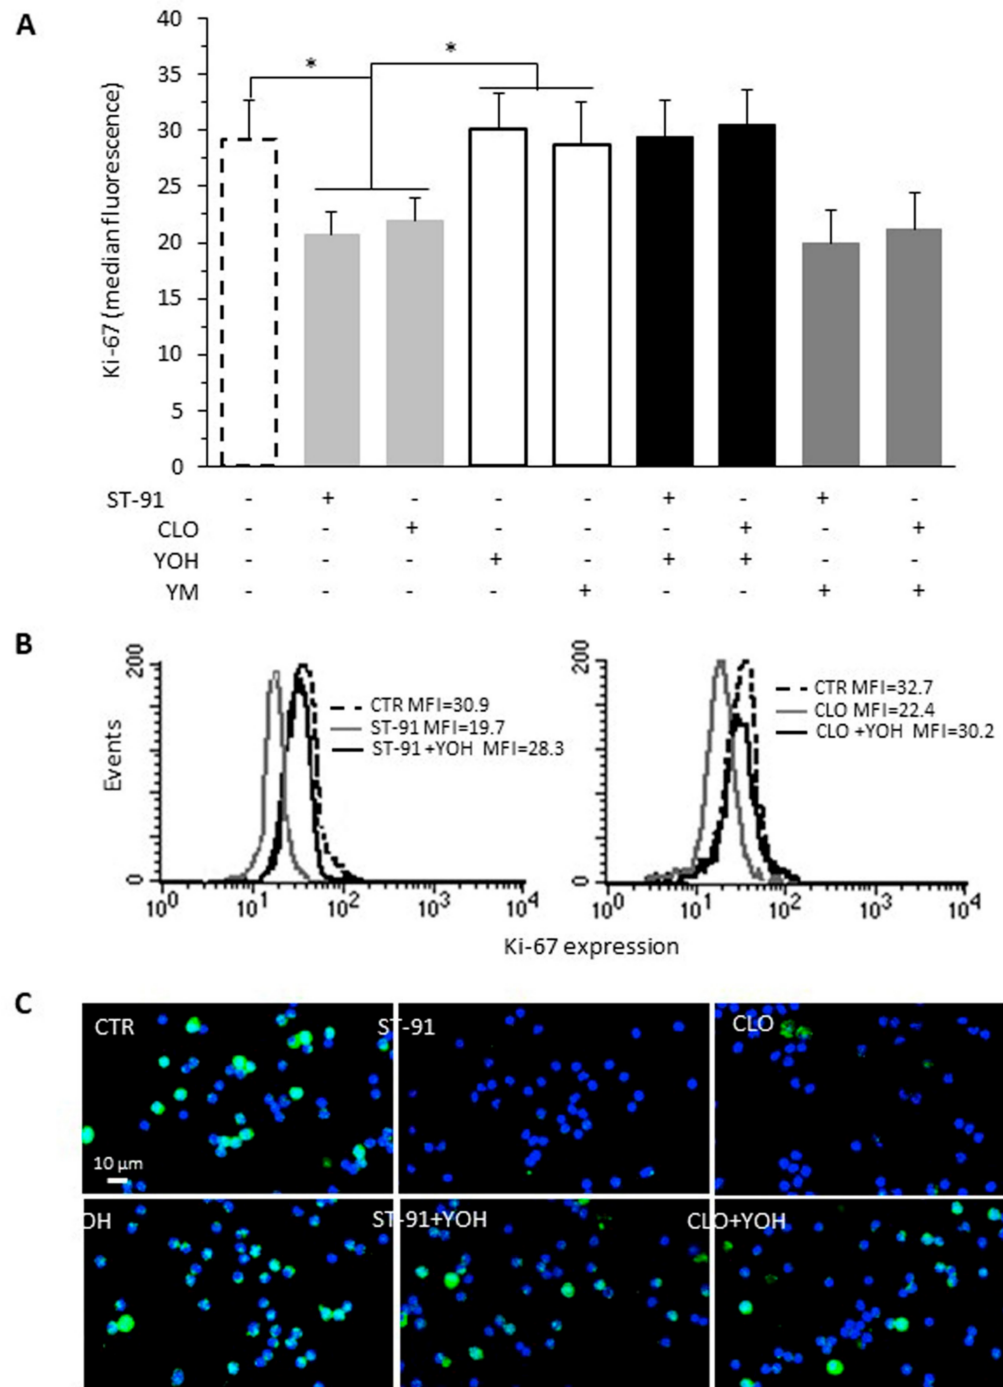 A
Ki-67 (median fluorescence)
40
35
30
25
20
15
10
5
0
* *
ST-91 - + - - - + - + -
CLO - - + - - - + - +
YOH - - - + - + + - -
YM - - - - + - - + +
B
Events
200
0
10⁰ 10¹ 10² 10³ 10⁴
CTR MFI=30.9
ST-91 MFI=19.7
ST-91 +YOH MFI=28.3
200
0
10⁰ 10¹ 10² 10³ 10⁴
CTR MFI=32.7
CLO MFI=22.4
CLO +YOH MFI=30.2
Ki-67 expression
C
CTR ST-91 CLO
10 µm
OH ST-91+YOH CLO+YOH